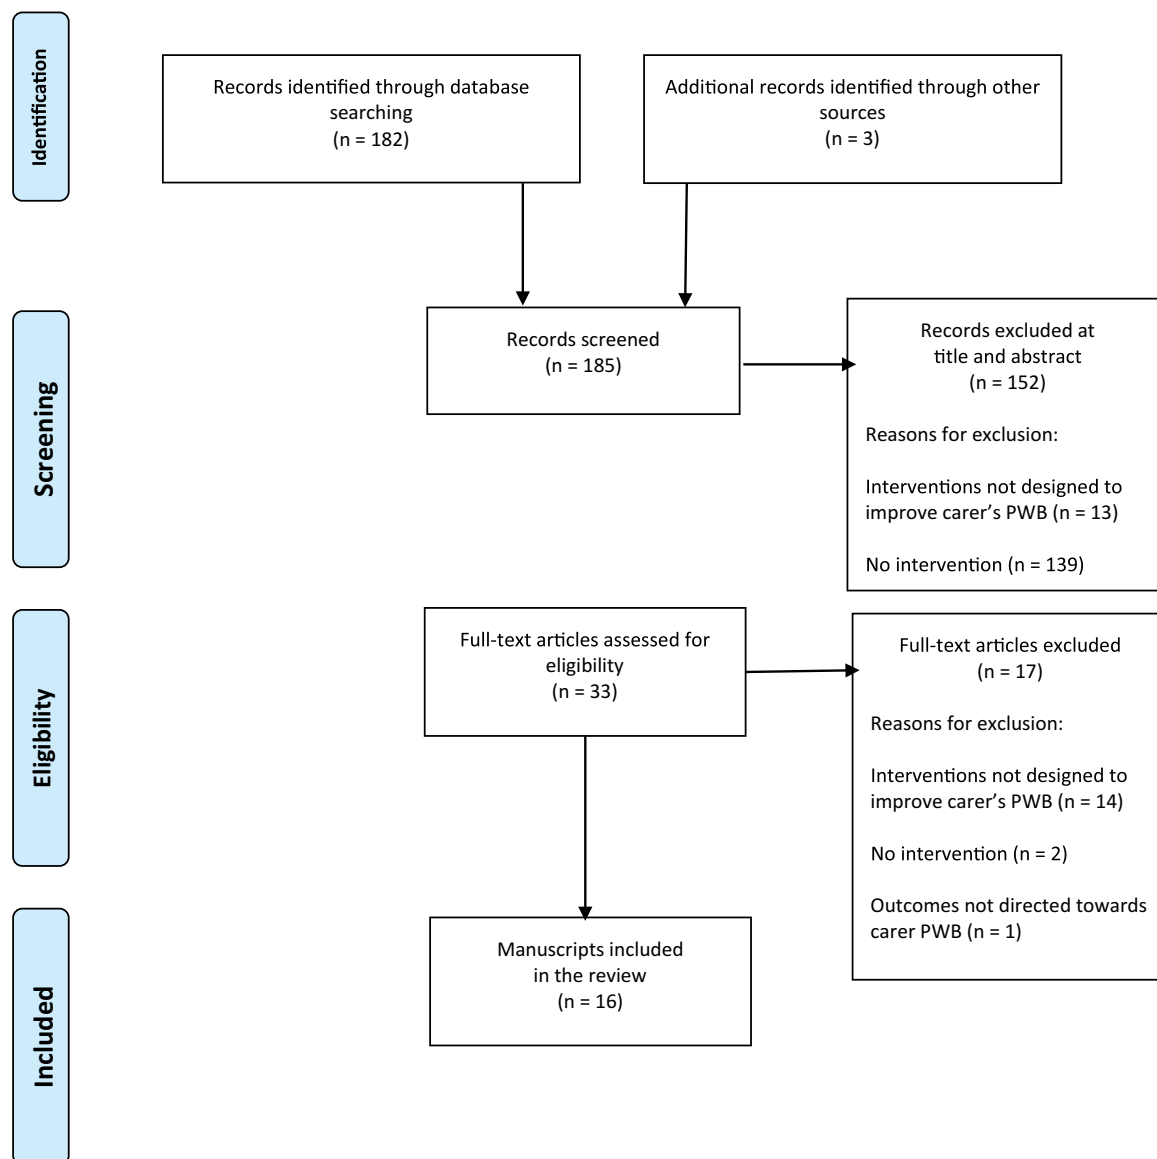 Identification
Records identified through database
searching
(n = 182)
Additional records identified through other
sources
(n = 3)
Screening
Records screened
(n = 185)
Records excluded at
title and abstract
(n = 152)
Reasons for exclusion:
Interventions not designed to
improve carer’s PWB (n = 13)
No intervention (n = 139)
Eligibility
Full-text articles assessed for
eligibility
(n = 33)
Full-text articles excluded
(n = 17)
Reasons for exclusion:
Interventions not designed to
improve carer’s PWB (n = 14)
No intervention (n = 2)
Outcomes not directed towards
carer PWB (n = 1)
Included
Manuscripts included
in the review
(n = 16)